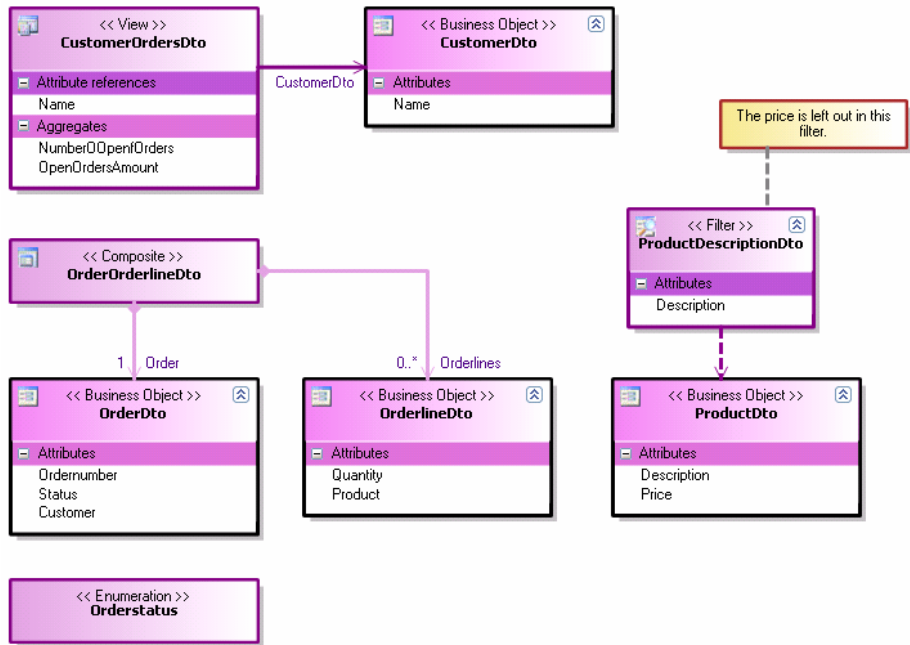 << View >>
CustomerOrdersDto
Attribute references
Name
Aggregates
NumberOOpenfOrders
OpenOrdersAmount
CustomerDto
<< Business Object >>
CustomerDto
Attributes
Name
The price is left out in this
filter.
<< Filter >>
ProductDescriptionDto
Attributes
Description
<< Composite >>
OrderOrderlineDto
1 Order
0..* Orderlines
<< Business Object >>
OrderDto
Attributes
Ordernumber
Status
Customer
<< Business Object >>
OrderlineDto
Attributes
Quantity
Product
<< Business Object >>
ProductDto
Attributes
Description
Price
<< Enumeration >>
Orderstatus